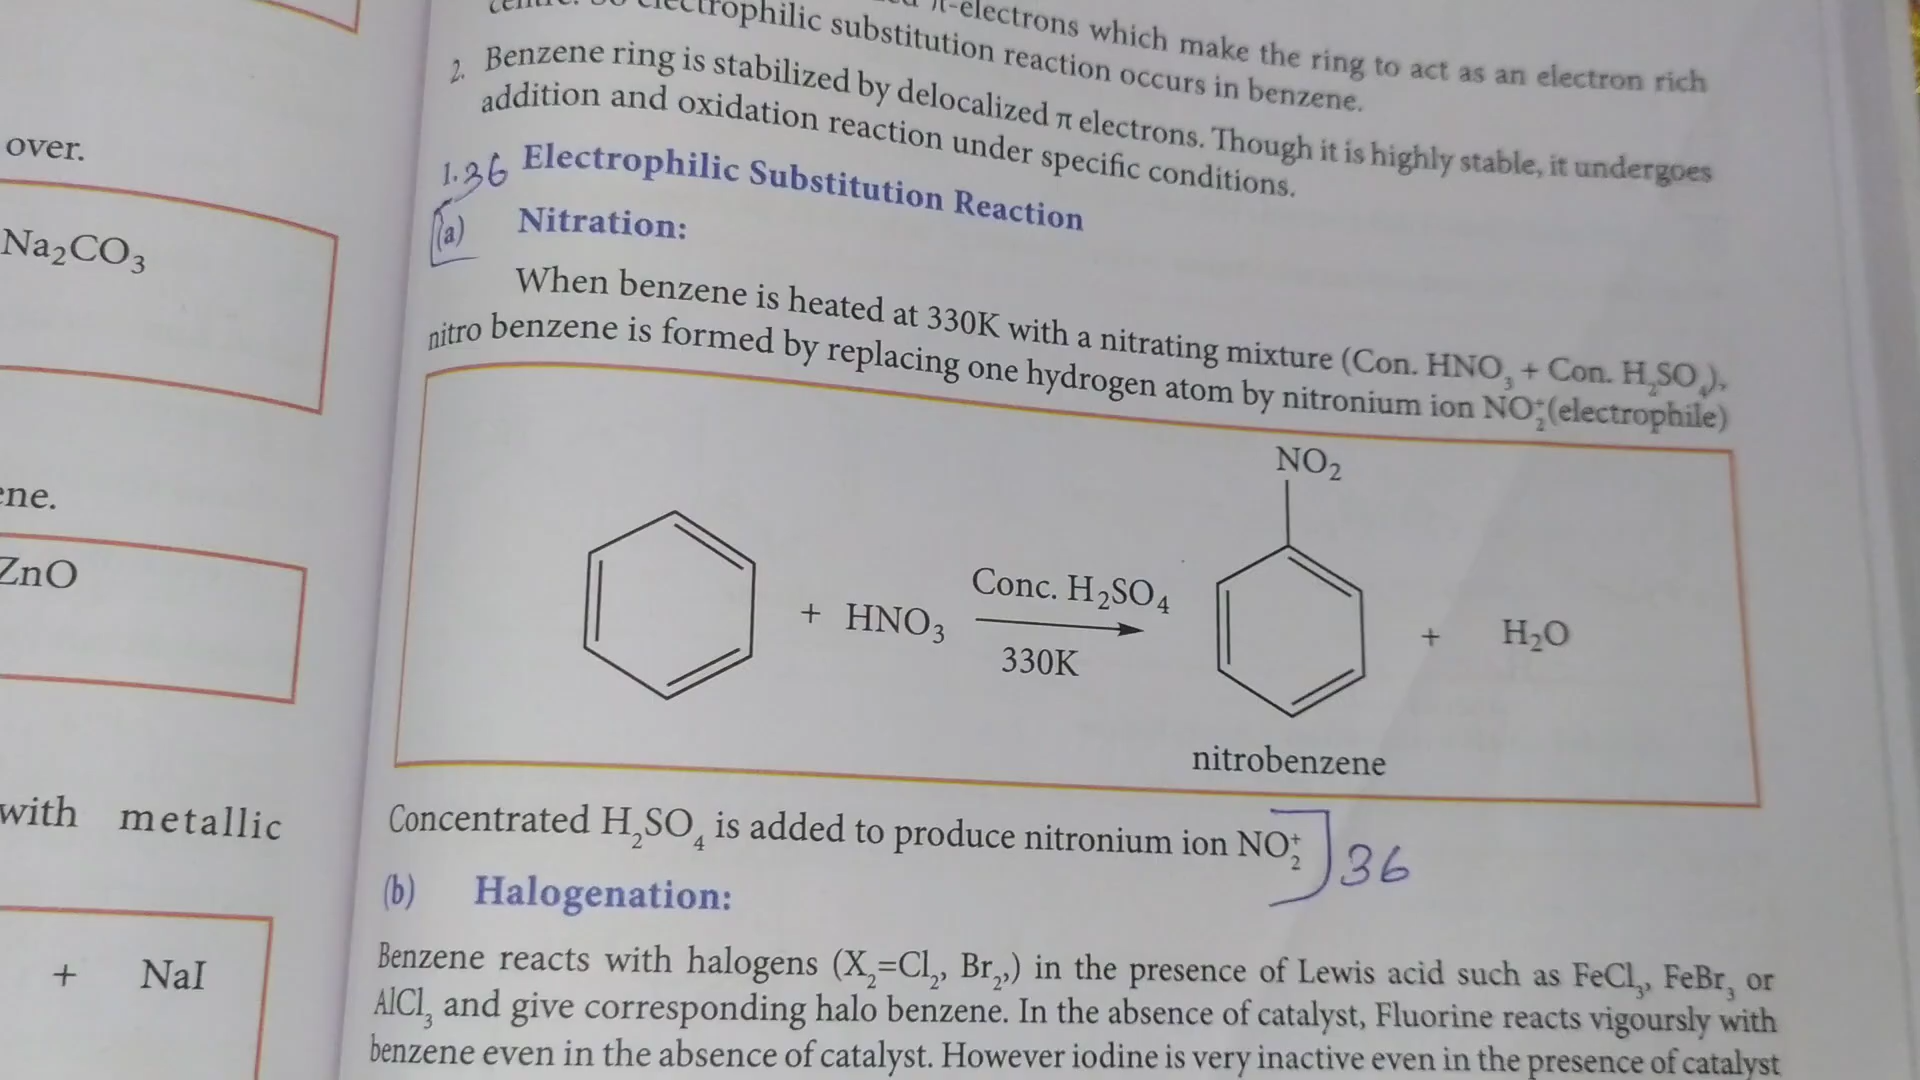 over.
Na₂CO₃
ene.
ZnO
with metallic
+ NaI
π-electrons which make the ring to act as an electron rich
centre. So electrophilic substitution reaction occurs in benzene.
2. Benzene ring is stabilized by delocalized π electrons. Though it is highly stable, it undergoes
addition and oxidation reaction under specific conditions.
1.36 Electrophilic Substitution Reaction
(a) Nitration:
When benzene is heated at 330K with a nitrating mixture (Con. HNO₃ + Con. H₂SO₄),
nitro benzene is formed by replacing one hydrogen atom by nitronium ion NO₂⁺(electrophile)
NO₂
+ HNO₃ Conc. H₂SO₄ + H₂O
330K
nitrobenzene
Concentrated H₂SO₄ is added to produce nitronium ion NO₂⁺ 36
(b) Halogenation:
Benzene reacts with halogens (X₂=Cl₂, Br₂,) in the presence of Lewis acid such as FeCl₃, FeBr₃ or
AlCl₃ and give corresponding halo benzene. In the absence of catalyst, Fluorine reacts vigoursly with
benzene even in the absence of catalyst. However iodine is very inactive even in the presence of catalyst